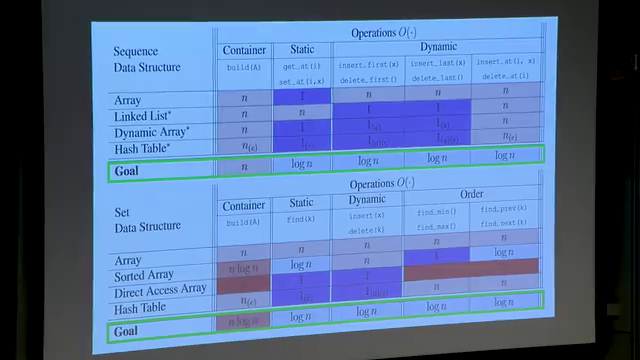 Operations O(·)
Sequence Container Static Dynamic
Data Structure build(A) get_at(i) insert_first(x) insert_last(x) insert_at(i, x)
set_at(i,x) delete_first() delete_last() delete_at(i)
Array n 1 n n n
Linked List* n n 1 1 n
Dynamic Array* n 1 n
Hash Table* n(e) n
Goal n log n log n log n log n
Operations O(·)
Set Container Static Dynamic Order
Data Structure build(A) find(k) insert(x) find_min() find_prev(k)
delete(k) find_max() find_next(k)
Array n n n n n
Sorted Array n log n log n n 1 log n
Direct Access Array 1 1
Hash Table n(e) n n
Goal n log n log n log n log n log n